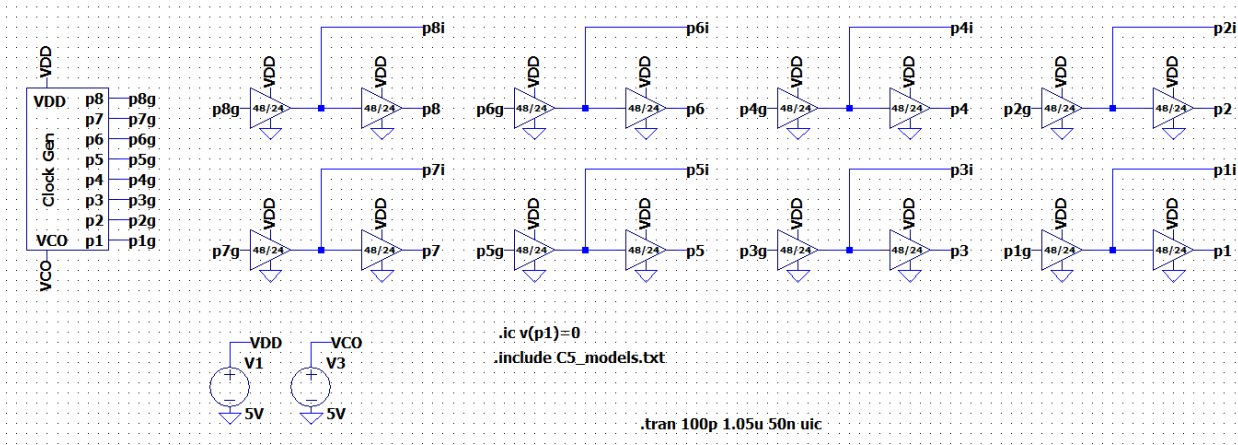 p8i p6i p4i p2i
VDD VDD VDD VDD VDD VDD VDD VDD VDD
p8g 48/24 48/24 p8 p6g 48/24 48/24 p6 p4g 48/24 48/24 p4 p2g 48/24 48/24 p2
VDD p8 p8g
p7 p7g
p6 p6g
p5 p5g
p4 p4g
p3 p3g
p2 p2g
VCO p1 p1g
Clock Gen
VCO
p7i p5i p3i p1i
VDD VDD VDD VDD VDD VDD VDD VDD
p7g 48/24 48/24 p7 p5g 48/24 48/24 p5 p3g 48/24 48/24 p3 p1g 48/24 48/24 p1
VDD VCO
V1 V3
+ +
− −
5V 5V
.ic v(p1)=0
.include C5_models.txt
.tran 100p 1.05u 50n uic